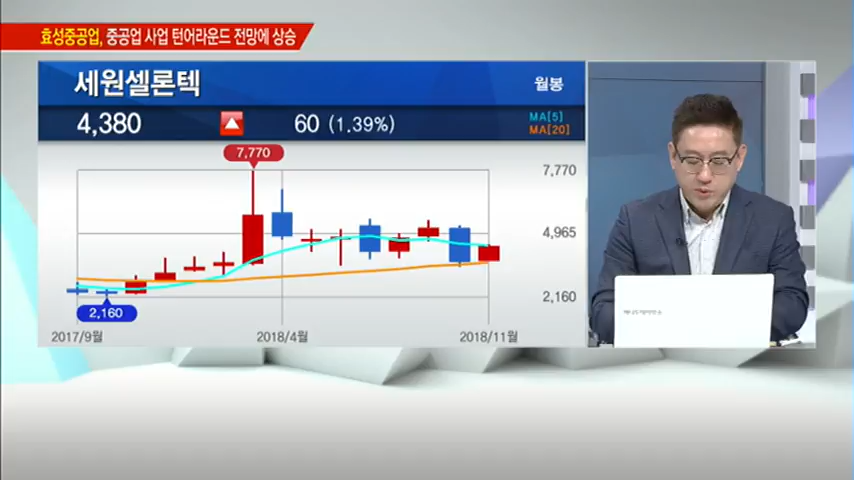 효성중공업, 중공업 사업 턴어라운드 전망에 상승
세원셀론텍
월봉
4,380
60 (1.39%)
MA[5]
MA[20]
7,770
7,770
4,965
2,160
2,160
2017/9월
2018/4월
2018/11월